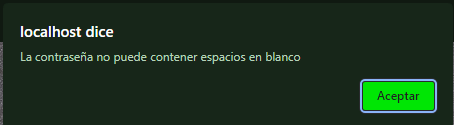 localhost dice
La contraseña no puede contener espacios en blanco
Aceptar